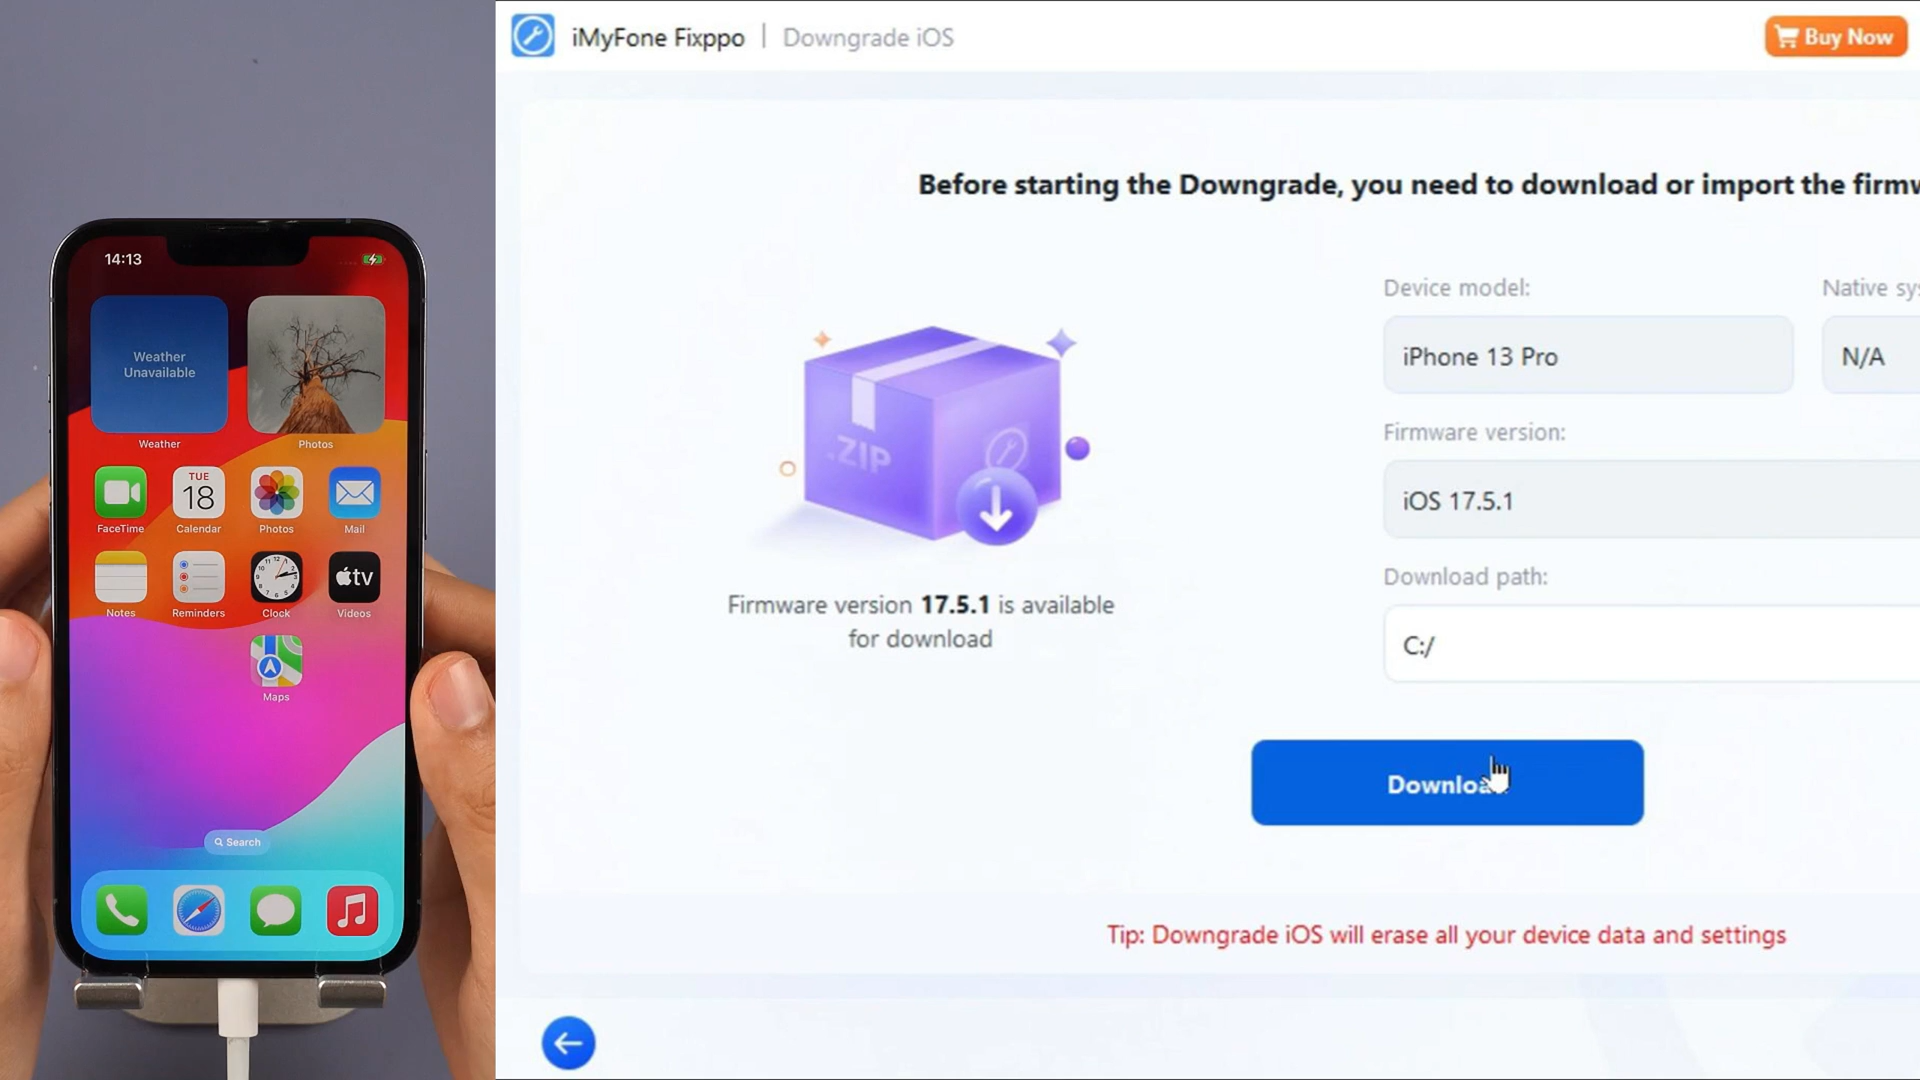 14:13
Weather
Unavailable
Weather
Photos
TUE
18
FaceTime
Calendar
Photos
Mail
tv
Notes
Reminders
Clock
Videos
Maps
Search
iMyFone Fixppo | Downgrade iOS
Buy Now
Before starting the Downgrade, you need to download or import the firmw
.ZIP
Firmware version 17.5.1 is available
for download
Device model:
Native sys
iPhone 13 Pro
N/A
Firmware version:
iOS 17.5.1
Download path:
C:/
Download
Tip: Downgrade iOS will erase all your device data and settings